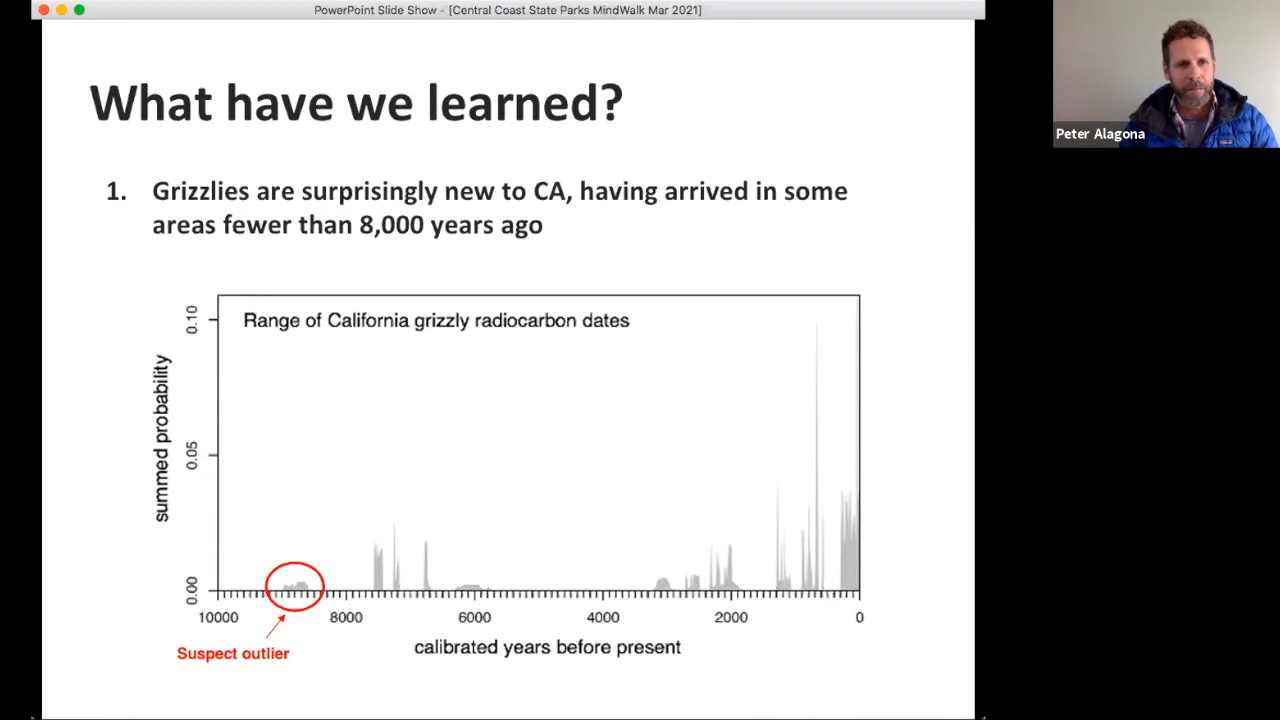 PowerPoint Slide Show - [Central Coast State Parks MindWalk Mar 2021]
What have we learned?
1. Grizzlies are surprisingly new to CA, having arrived in some
areas fewer than 8,000 years ago
Range of California grizzly radiocarbon dates
summed probability
0.10
0.05
0.00
10000 8000 6000 4000 2000 0
calibrated years before present
Suspect outlier
Peter Alagona